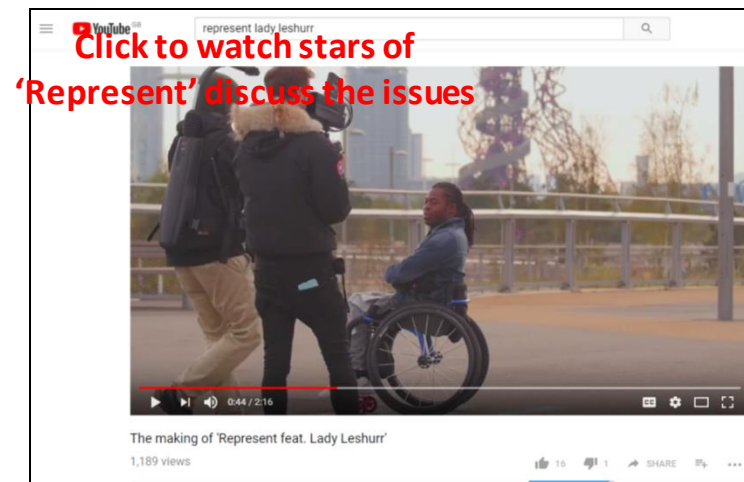 YouTube GB
represent lady leshurr
Click to watch stars of
‘Represent’ discuss the issues
0:44 / 2:16
CC
The making of 'Represent feat. Lady Leshurr'
1,189 views
16 1 SHARE